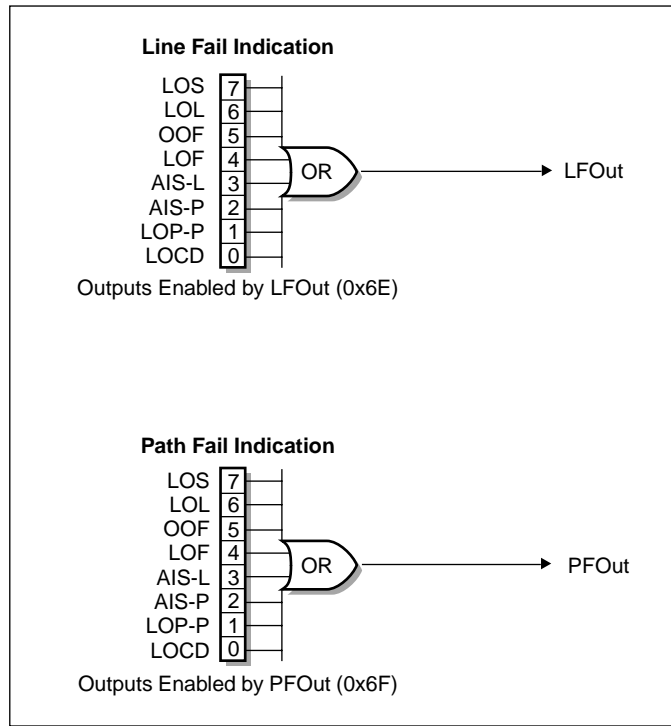 Line Fail Indication
LOS 7
LOL 6
OOF 5
LOF 4
AIS-L 3
AIS-P 2
LOP-P 1
LOCD 0
OR
LFOut
Outputs Enabled by LFOut (0x6E)
Path Fail Indication
LOS 7
LOL 6
OOF 5
LOF 4
AIS-L 3
AIS-P 2
LOP-P 1
LOCD 0
OR
PFOut
Outputs Enabled by PFOut (0x6F)